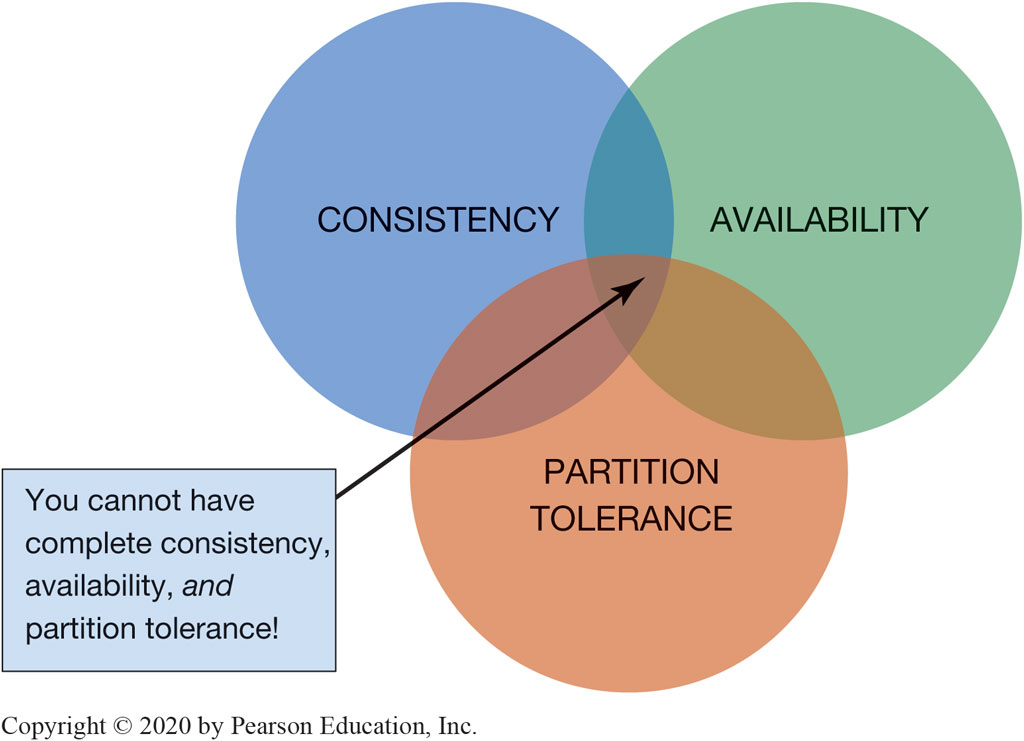 CONSISTENCY
AVAILABILITY
PARTITION
TOLERANCE
You cannot have
complete consistency,
availability, and
partition tolerance!
Copyright © 2020 by Pearson Education, Inc.